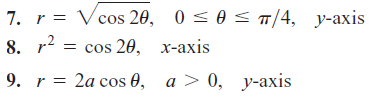 7. r = √cos 2θ, 0 ≤ θ ≤ π/4, y-axis
8. r² = cos 2θ, x-axis
9. r = 2a cos θ, a > 0, y-axis